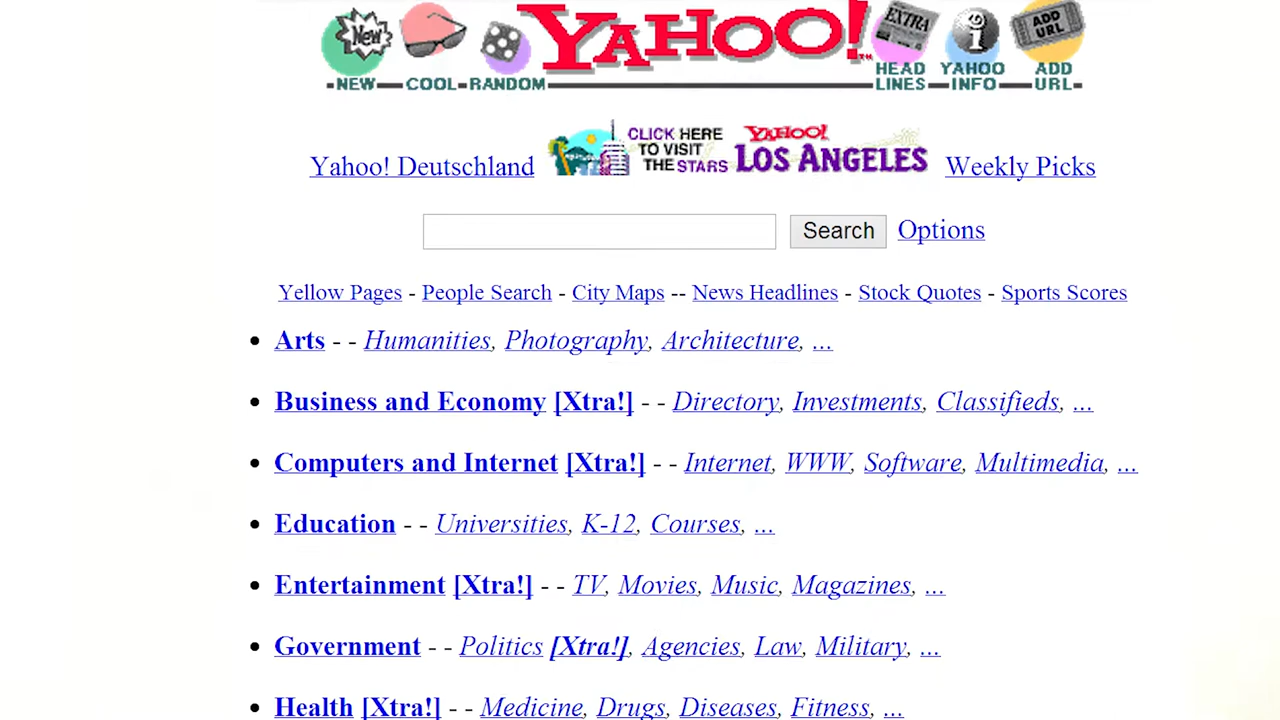 New EXTRA i ADD URL
YAHOO!™
NEW COOL RANDOM HEAD LINES YAHOO INFO ADD URL
Yahoo! Deutschland CLICK HERE TO VISIT THE STARS YAHOO! LOS ANGELES Weekly Picks
Search Options
Yellow Pages - People Search - City Maps -- News Headlines - Stock Quotes - Sports Scores
• Arts - - Humanities, Photography, Architecture, ...
• Business and Economy [Xtra!] - - Directory, Investments, Classifieds, ...
• Computers and Internet [Xtra!] - - Internet, WWW, Software, Multimedia, ...
• Education - - Universities, K-12, Courses, ...
• Entertainment [Xtra!] - - TV, Movies, Music, Magazines, ...
• Government - - Politics [Xtra!], Agencies, Law, Military, ...
• Health [Xtra!] - - Medicine, Drugs, Diseases, Fitness, ...